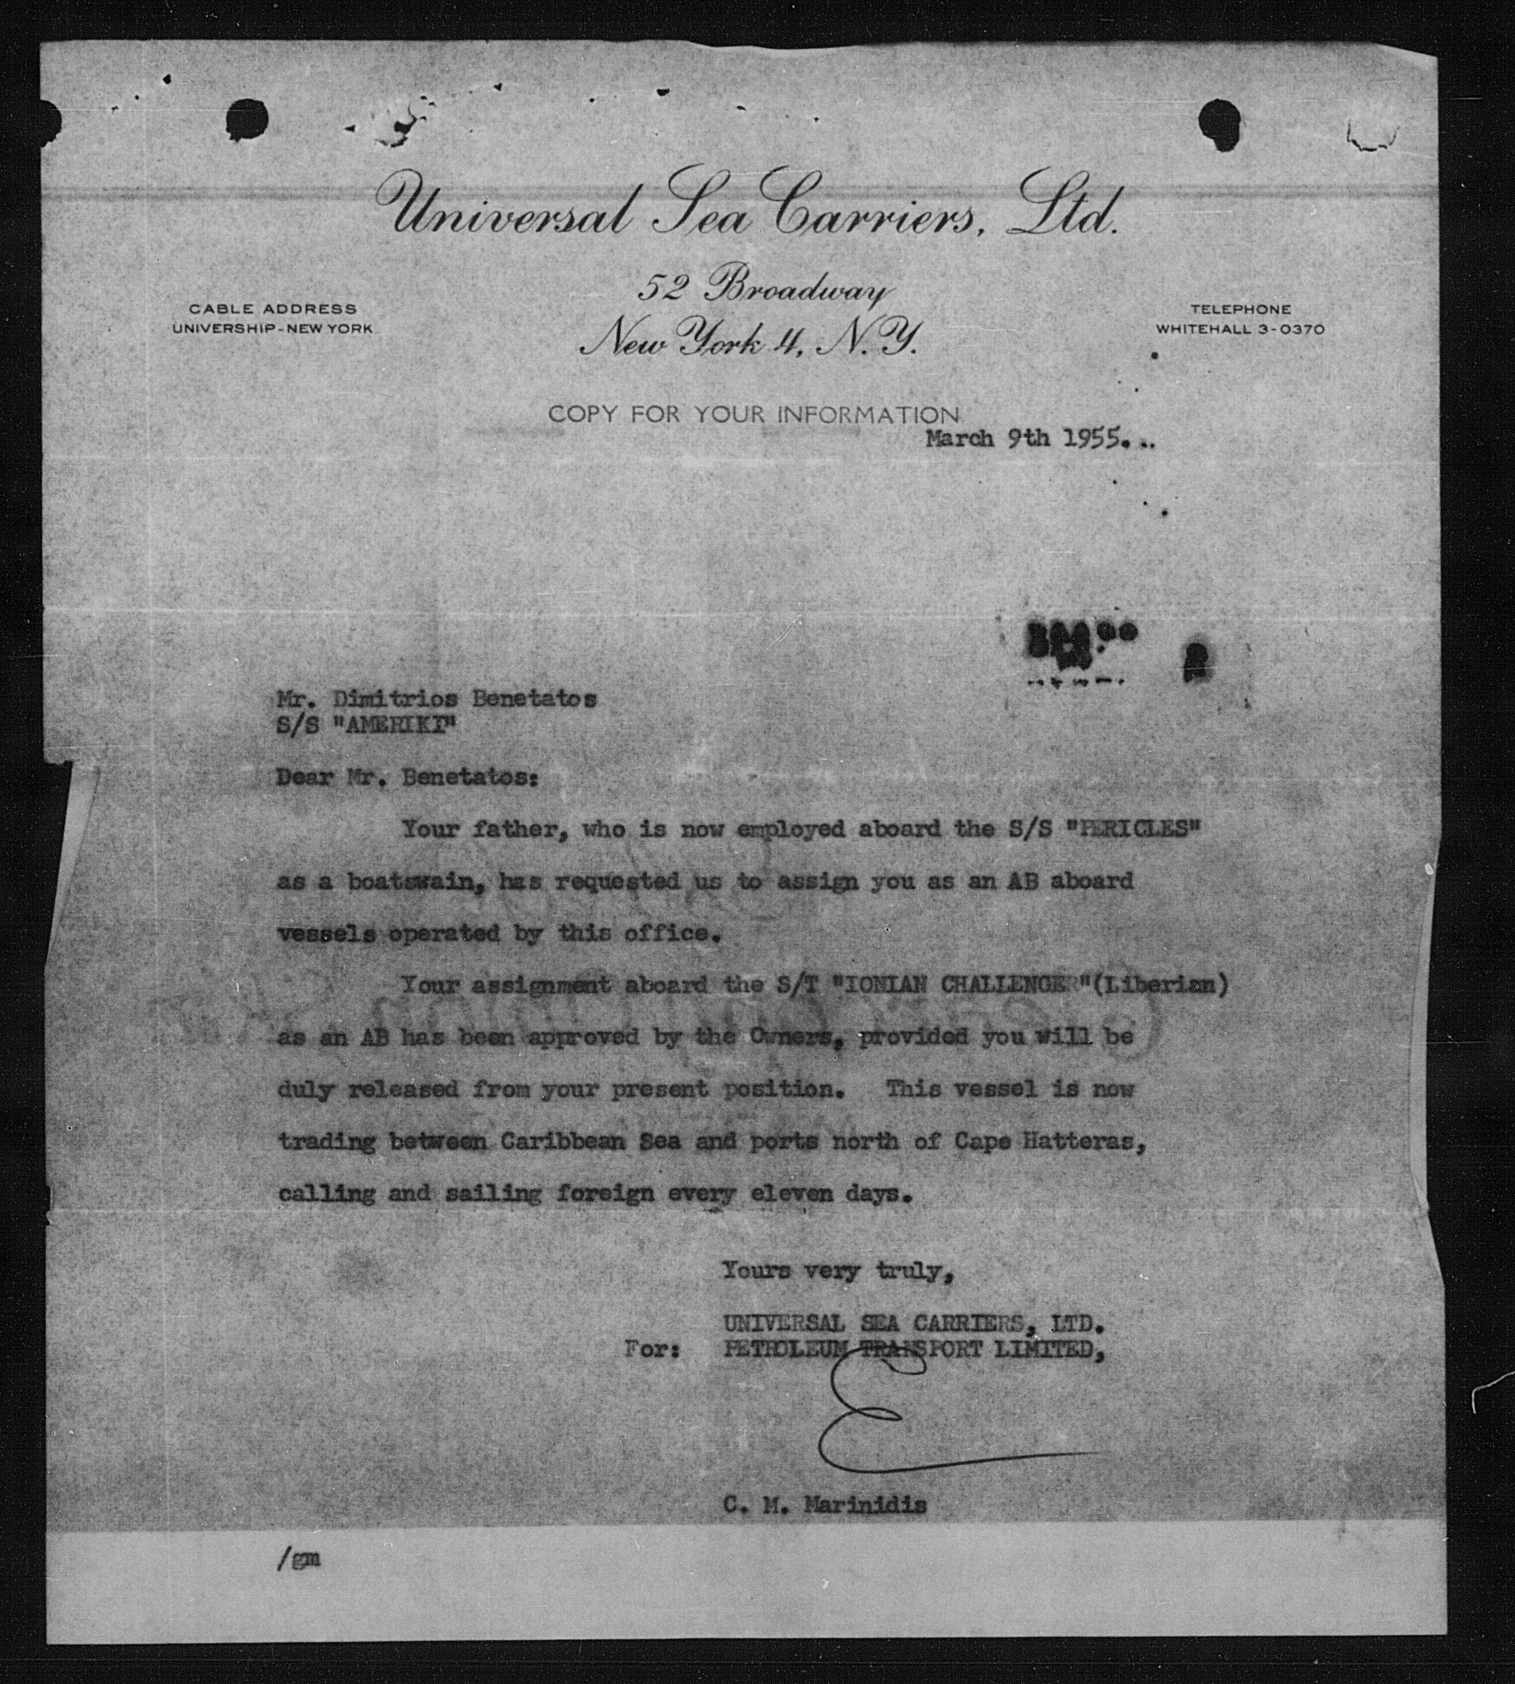 Universal Sea Carriers, Ltd.
52 Broadway
New York 4, N.Y.
CABLE ADDRESS
UNIVERSHIP-NEW YORK
TELEPHONE
WHITEHALL 3-0370
COPY FOR YOUR INFORMATION
March 9th 1955...
Mr. Dimitrios Benetatos
S/S "AMERIKI"
Dear Mr. Benetatos:
Your father, who is now employed aboard the S/S "PERICLES"
as a boatswain, has requested us to assign you as an AB aboard
vessels operated by this office.
Your assignment aboard the S/T "IONIAN CHALLENGER"(Liberian)
as an AB has been approved by the Owners, provided you will be
duly released from your present position. This vessel is now
trading between Caribbean Sea and ports north of Cape Hatteras,
calling and sailing foreign every eleven days.
Yours very truly,
UNIVERSAL SEA CARRIERS, LTD.
For: PETROLEUM TRANSPORT LIMITED,
C. M. Marinidis
/gm